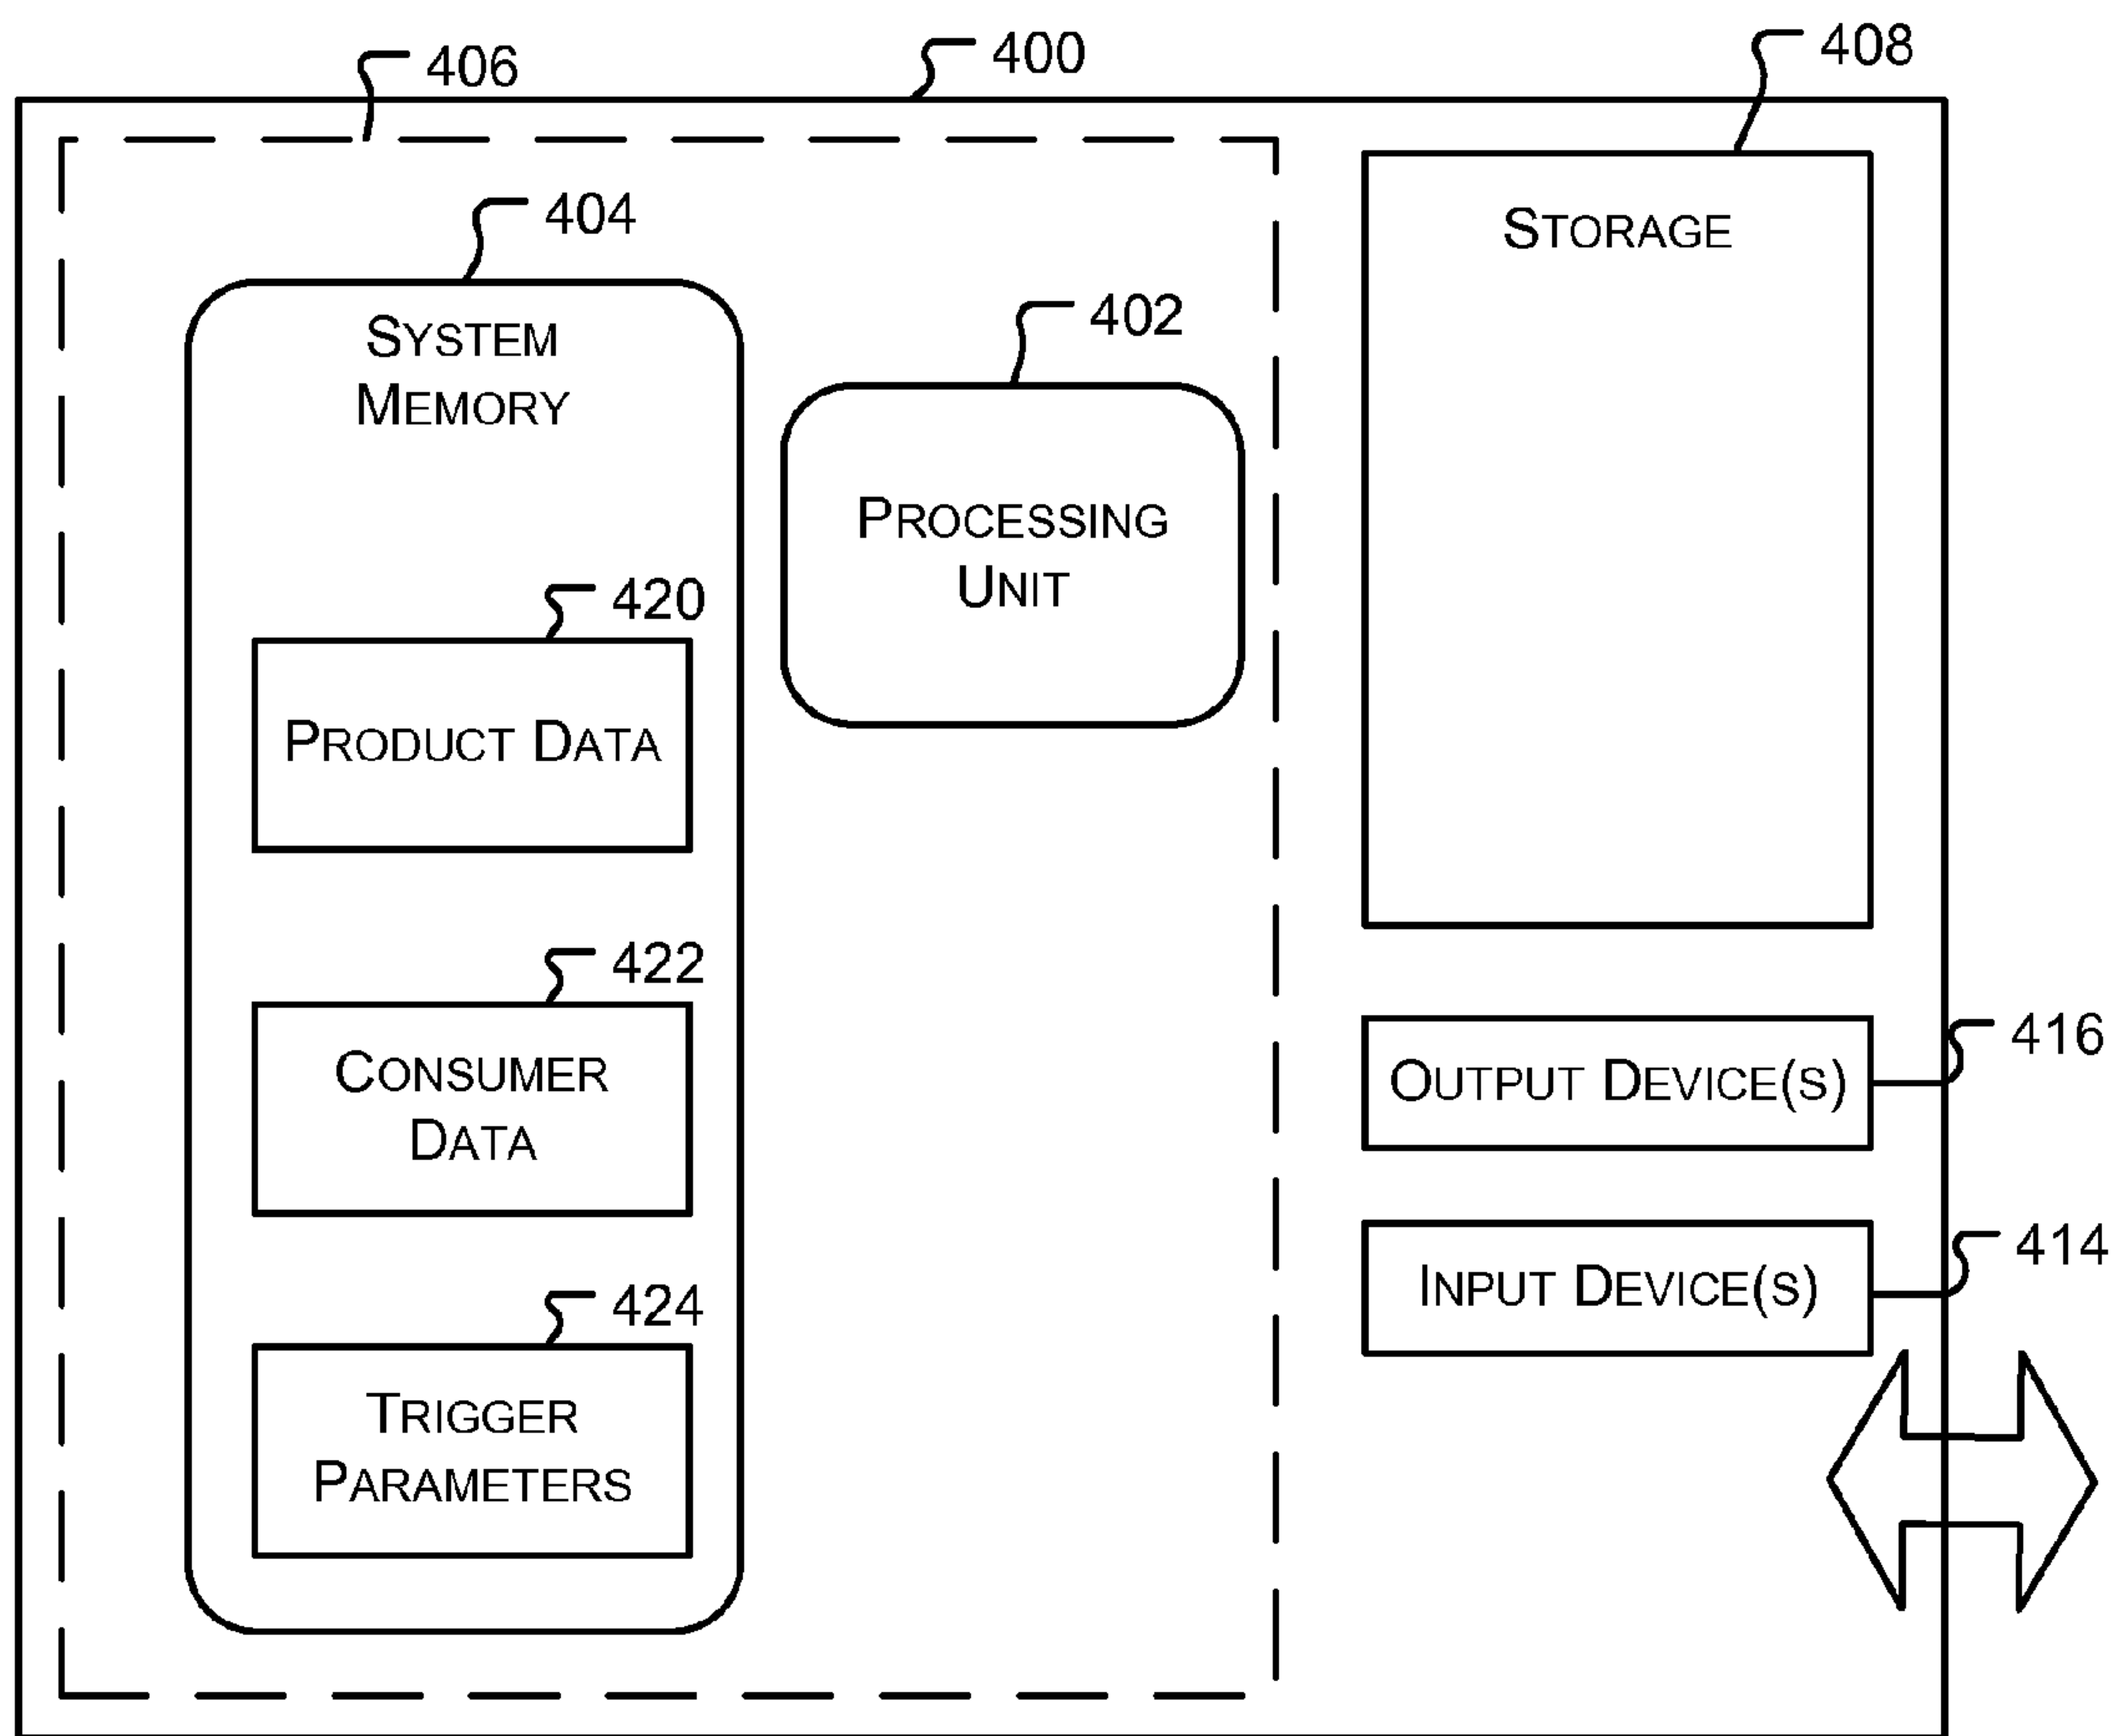 406
400
408
404
STORAGE
SYSTEM
MEMORY
402
PROCESSING
UNIT
420
PRODUCT DATA
422
CONSUMER
DATA
416
OUTPUT DEVICE(S)
414
INPUT DEVICE(S)
424
TRIGGER
PARAMETERS